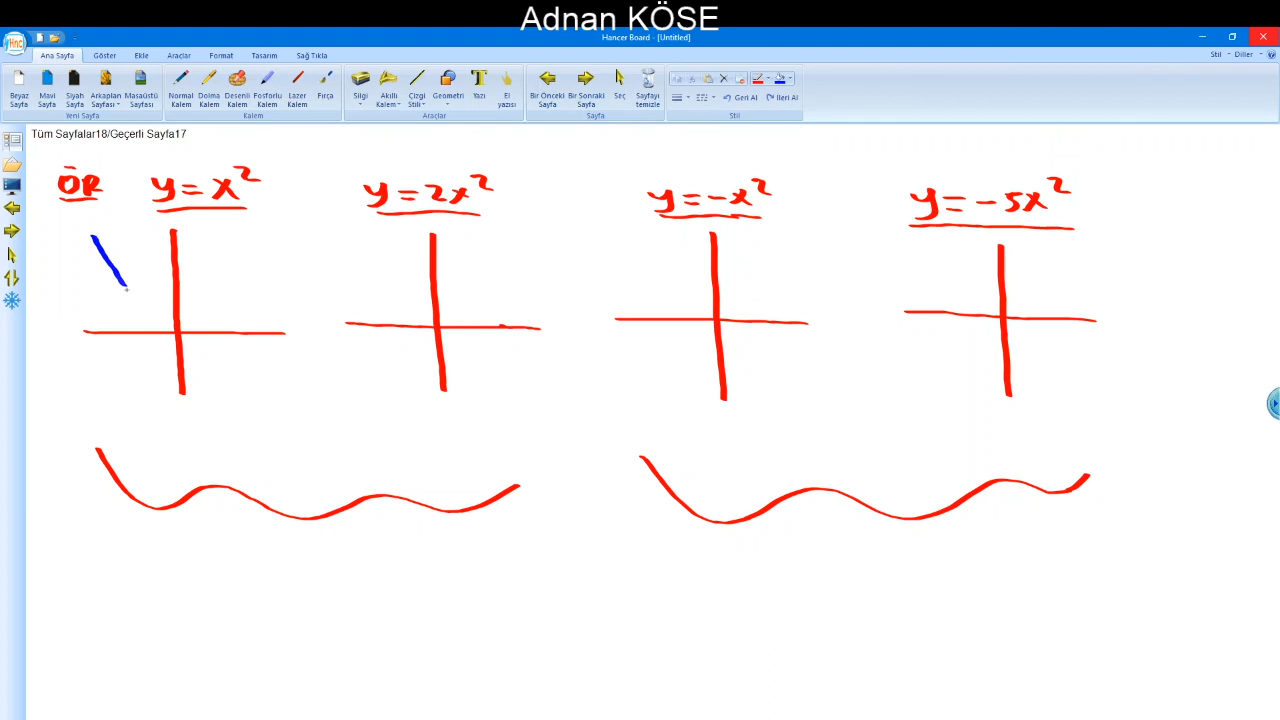 Adnan KÖSE
Hancer Board - [Untitled]
Hnc
Ana Sayfa Göster Ekle Araçlar Format Tasarım Sağ Tıkla
Stil Diller
Beyaz Sayfa Mavi Sayfa Siyah Sayfa Arkaplan Sayfası Masaüstü Sayfası
Normal Kalem Dolma Kalem Desenli Kalem Fosforlu Kalem Lazer Kalem Fırça
Silgi Akıllı Kalem Çizgi Stili Geometri Yazı El yazısı
Bir Önceki Sayfa Bir Sonraki Sayfa Seç Sayfayı temizle
Geri Al İleri Al
Yeni Sayfa Kalem Araçlar Sayfa Stil
Tüm Sayfalar18/Geçerli Sayfa17
ÖR y = x² y = 2x² y = -x² y = -5x²